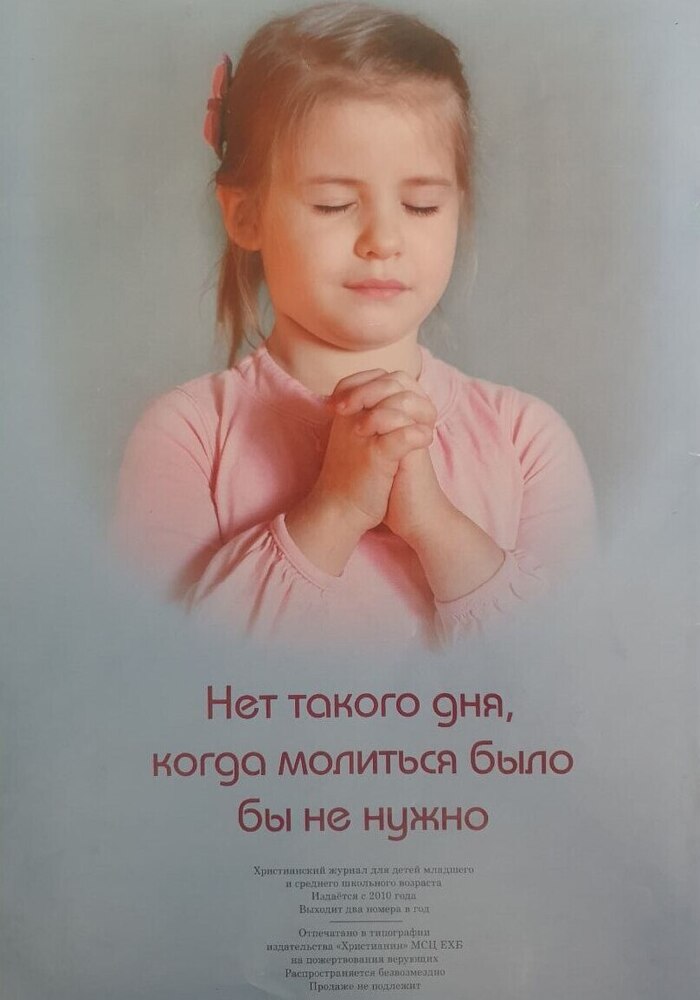 Нет такого дня,
когда молиться было
бы не нужно
Христианский журнал для детей младшего
и среднего школьного возраста
Издаётся с 2010 года
Выходит два номера в год
Отпечатано в типографии
издательства «Христианин» МСЦ ЕХБ
на пожертвования верующих
Распространяется безвозмездно
Продаже не подлежит